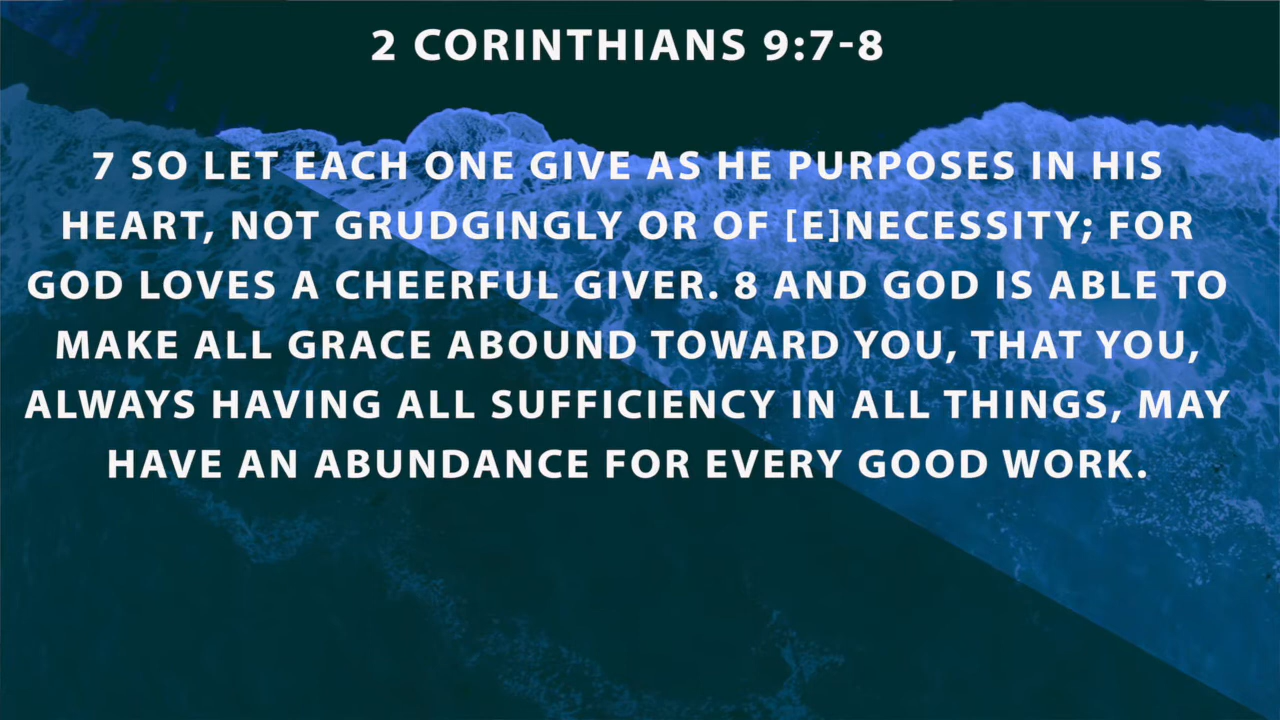 2 CORINTHIANS 9:7-8
7 SO LET EACH ONE GIVE AS HE PURPOSES IN HIS
HEART, NOT GRUDGINGLY OR OF [E]NECESSITY; FOR
GOD LOVES A CHEERFUL GIVER. 8 AND GOD IS ABLE TO
MAKE ALL GRACE ABOUND TOWARD YOU, THAT YOU,
ALWAYS HAVING ALL SUFFICIENCY IN ALL THINGS, MAY
HAVE AN ABUNDANCE FOR EVERY GOOD WORK.